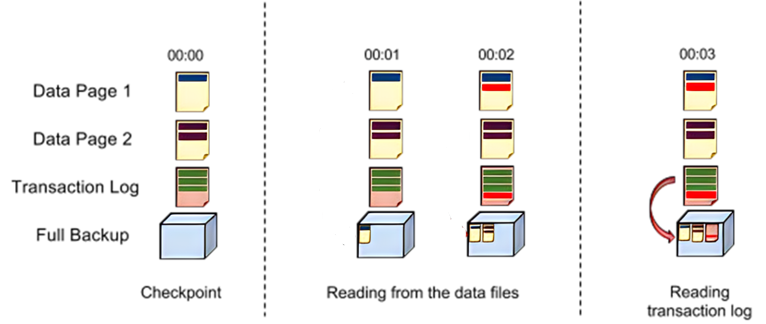 00:00
00:01
00:02
00:03
Data Page 1
Data Page 2
Transaction Log
Full Backup
Checkpoint
Reading from the data files
Reading
transaction log